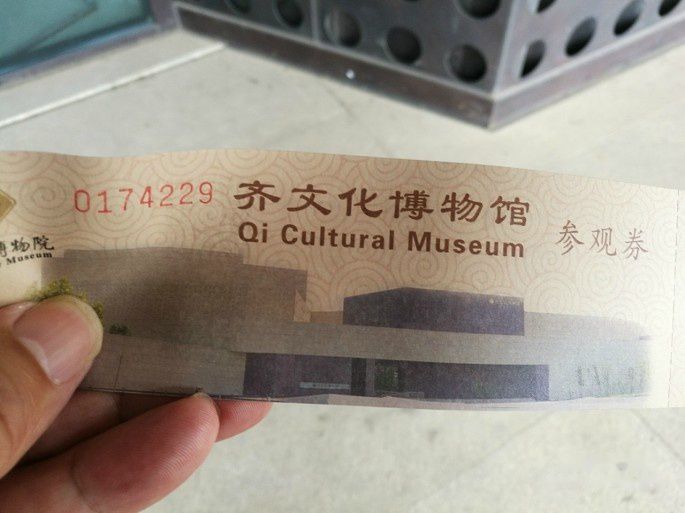 0174229
齐文化博物馆
Qi Cultural Museum
参观券
博物院
Museum